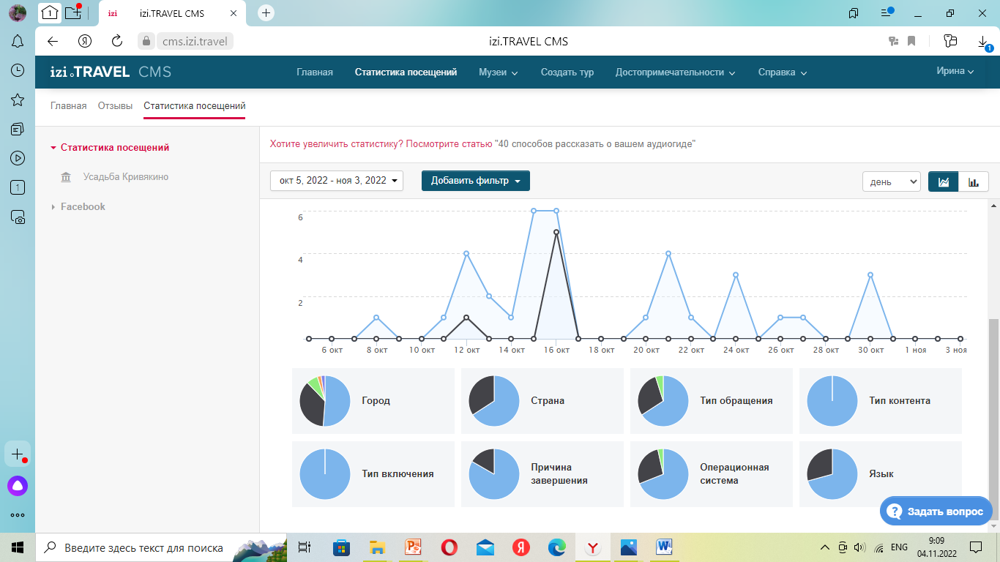 izi izi.TRAVEL CMS
cms.izi.travel izi.TRAVEL CMS
1
izi.TRAVEL CMS Главная Статистика посещений Музеи Создать тур Достопримечательности Справка Ирина
Главная Отзывы Статистика посещений
Статистика посещений
Усадьба Кривякино
Facebook
1
Хотите увеличить статистику? Посмотрите статью "40 способов рассказать о вашем аудиогиде"
окт 5, 2022 - ноя 3, 2022 Добавить фильтр день
6
4
2
6 окт 8 окт 10 окт 12 окт 14 окт 16 окт 18 окт 20 окт 22 окт 24 окт 26 окт 28 окт 30 окт 1 ноя 3 ноя
Город Страна Тип обращения Тип контента
Тип включения Причина завершения Операционная система Язык
Задать вопрос
Введите здесь текст для поиска ENG 9:09
04.11.2022